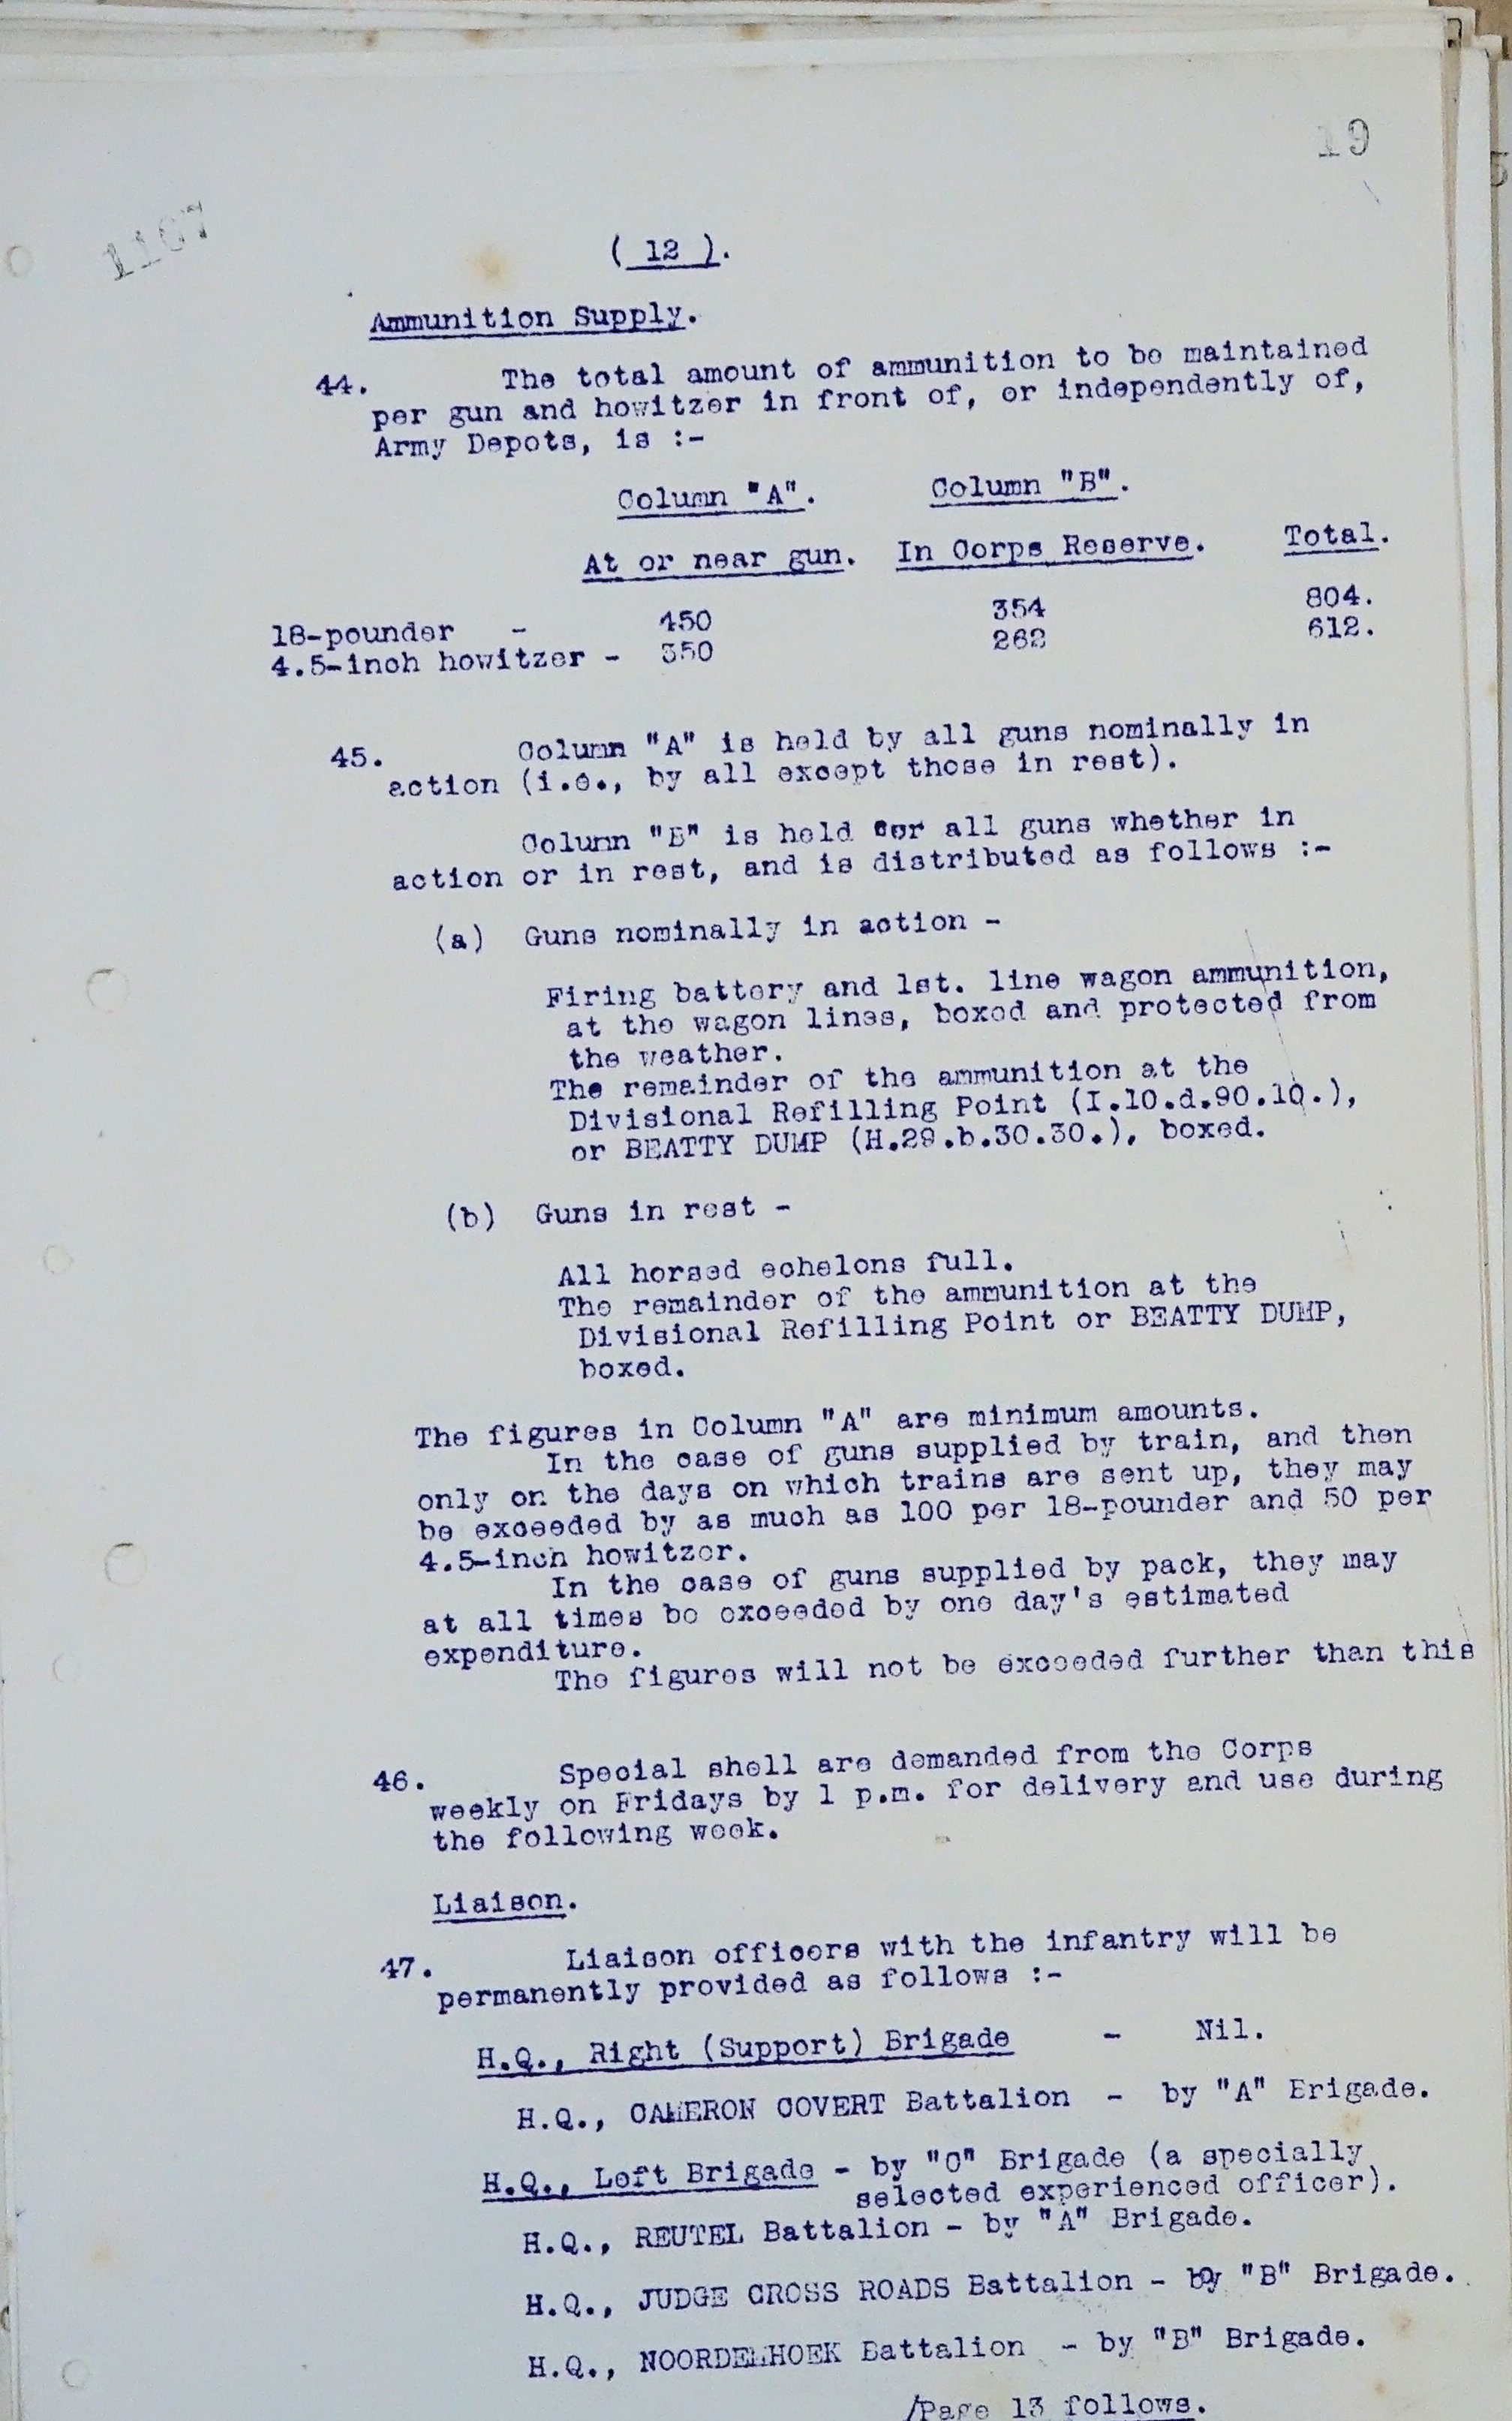 19
1107
( 12 ).
Ammunition Supply.
44. The total amount of ammunition to be maintained
per gun and howitzer in front of, or independently of,
Army Depots, is :-
Column "A". Column "B".
At or near gun. In Corps Reserve. Total.
18-pounder - 450 354 804.
4.5-inch howitzer - 350 262 612.
45. Column "A" is held by all guns nominally in
action (i.e., by all except those in rest).
Column "B" is held for all guns whether in
action or in rest, and is distributed as follows :-
(a) Guns nominally in action -
Firing battery and 1st. line wagon ammunition,
at the wagon lines, boxed and protected from
the weather.
The remainder of the ammunition at the
Divisional Refilling Point (I.10.d.90.10.),
or BEATTY DUMP (H.29.b.30.30.), boxed.
(b) Guns in rest -
All horsed echelons full.
The remainder of the ammunition at the
Divisional Refilling Point or BEATTY DUMP,
boxed.
The figures in Column "A" are minimum amounts.
In the case of guns supplied by train, and then
only on the days on which trains are sent up, they may
be exceeded by as much as 100 per 18-pounder and 50 per
4.5-inch howitzer.
In the case of guns supplied by pack, they may
at all times be exceeded by one day's estimated
expenditure.
The figures will not be exceeded further than this
46. Special shell are demanded from the Corps
weekly on Fridays by 1 p.m. for delivery and use during
the following week.
Liaison.
47. Liaison officers with the infantry will be
permanently provided as follows :-
H.Q., Right (Support) Brigade - Nil.
H.Q., CAMERON COVERT Battalion - by "A" Brigade.
H.Q., Left Brigade - by "C" Brigade (a specially
selected experienced officer).
H.Q., REUTEL Battalion - by "A" Brigade.
H.Q., JUDGE CROSS ROADS Battalion - by "B" Brigade.
H.Q., NOORDEMHOEK Battalion - by "B" Brigade.
/Page 13 follows.